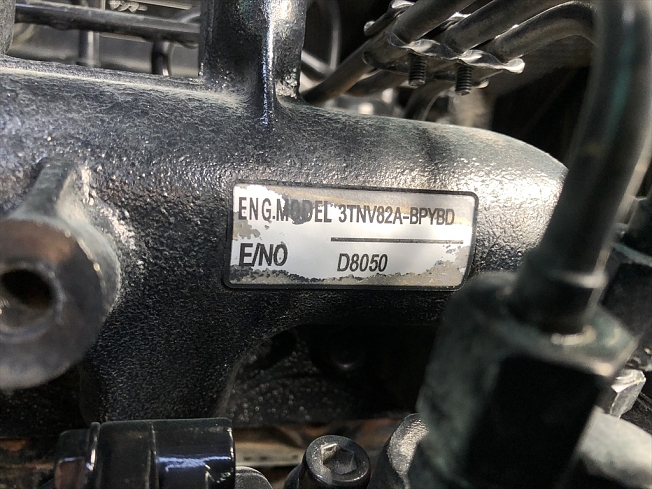 ENG.MODEL 3TNV82A-BPYBD
E/NO D8050